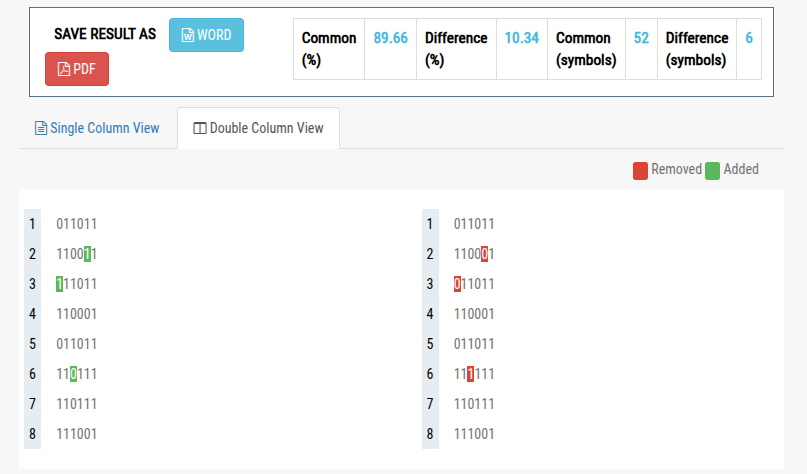 SAVE RESULT AS WORD
PDF
Common (%) 89.66 Difference (%) 10.34 Common (symbols) 52 Difference (symbols) 6
Single Column View Double Column View
Removed Added
1 011011 1 011011
2 110011 2 110001
3 111011 3 011011
4 110001 4 110001
5 011011 5 011011
6 110111 6 111111
7 110111 7 110111
8 111001 8 111001